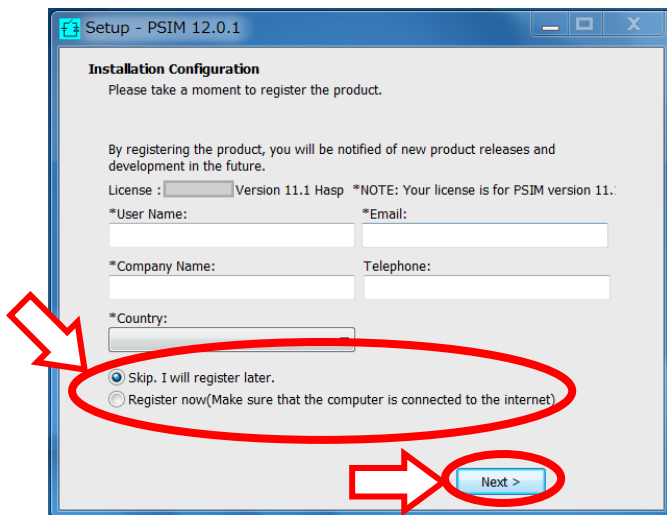 Setup - PSIM 12.0.1
Installation Configuration
Please take a moment to register the product.
By registering the product, you will be notified of new product releases and
development in the future.
License : Version 11.1 Hasp *NOTE: Your license is for PSIM version 11.
*User Name: *Email:
*Company Name: Telephone:
*Country:
Skip. I will register later.
Register now(Make sure that the computer is connected to the internet)
Next >